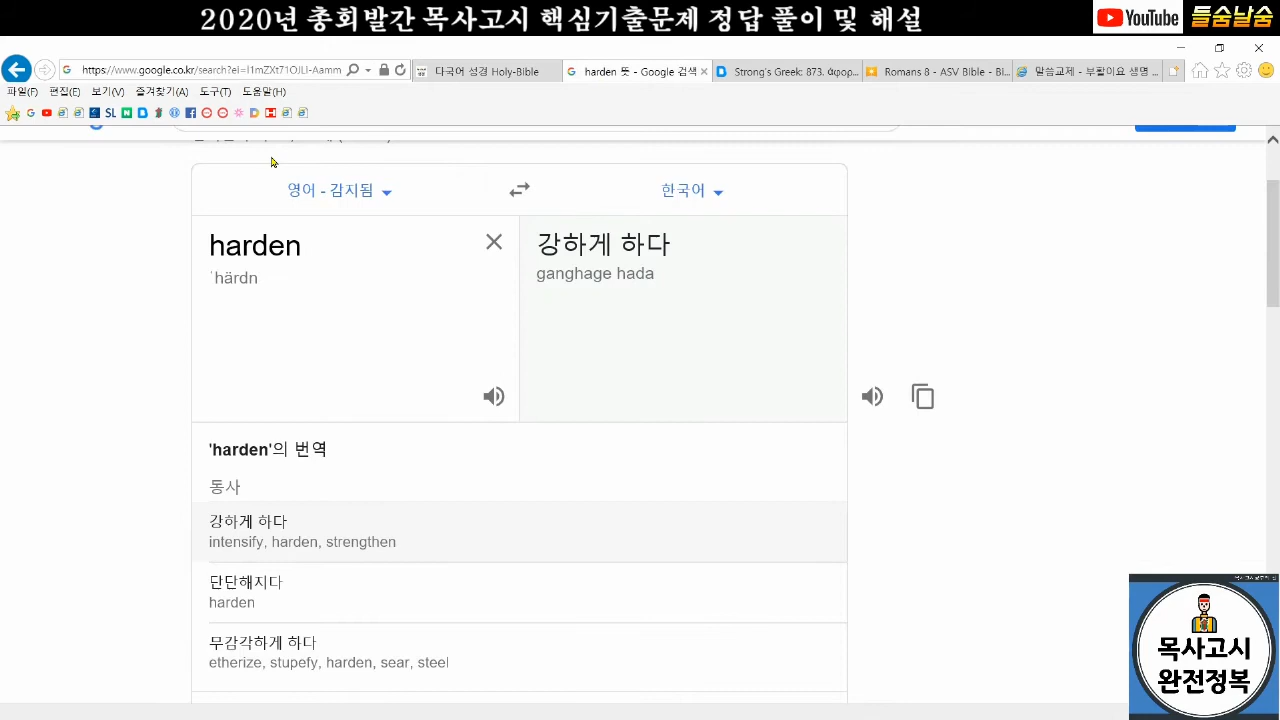 2020년 총회발간 목사고시 핵심기출문제 정답 풀이 및 해설
YouTube 들숨날숨
https://www.google.co.kr/search?ei=I1mZXt71OJLI-Aamm
다국어 성경 Holy-Bible
harden 뜻 - Google 검색
Strong's Greek: 873.
Romans 8 - ASV Bible - Bi...
말씀교제 - 부활이요 생명 ...
파일(F) 편집(E) 보기(V) 즐겨찾기(A) 도구(T) 도움말(H)
영어 - 감지됨
한국어
harden
강하게 하다
ˈhärdn
ganghage hada
'harden'의 번역
동사
강하게 하다
intensify, harden, strengthen
단단해지다
harden
무감각하게 하다
etherize, stupefy, harden, sear, steel
목사고시
완전정복